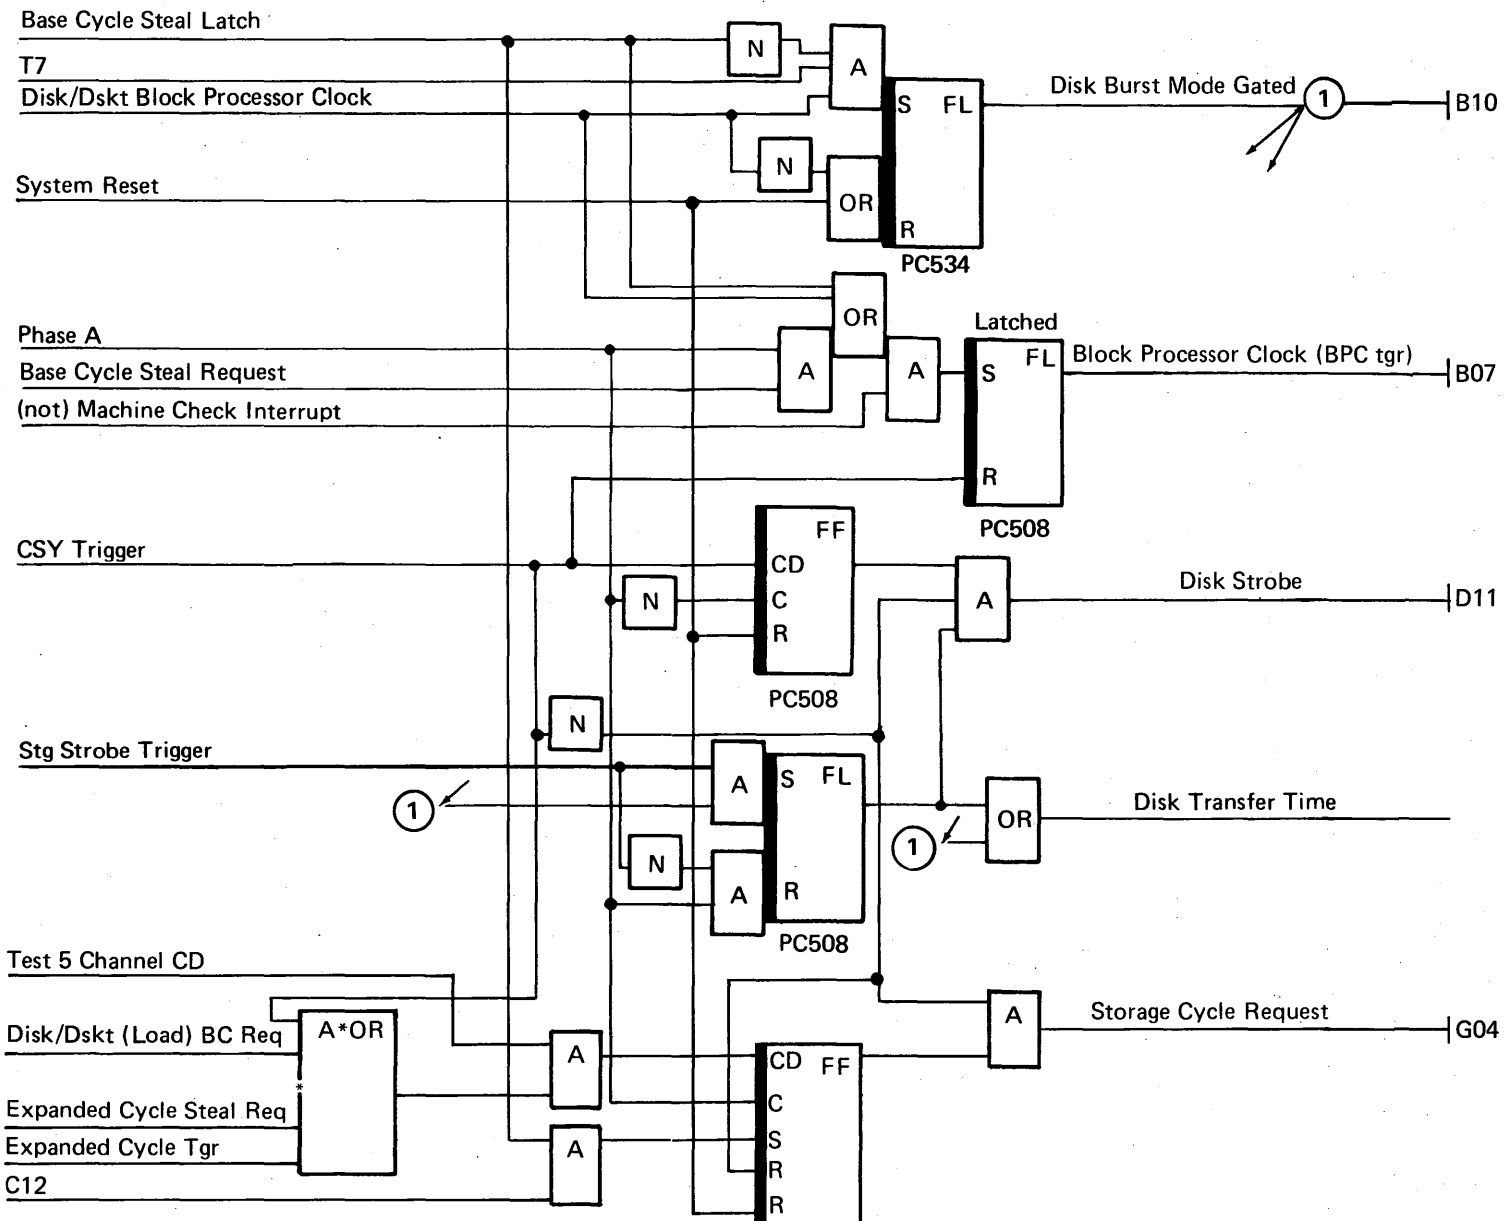 Base Cycle Steal Latch
N
A
T7
Disk/Dskt Block Processor Clock
S FL
Disk Burst Mode Gated
1
B10
N
System Reset
OR
R
PC534
OR
Latched
Phase A
A
A
S FL
Block Processor Clock (BPC tgr)
B07
Base Cycle Steal Request
(not) Machine Check Interrupt
R
PC508
FF
CSY Trigger
CD
N
C
A
Disk Strobe
D11
R
PC508
N
Stg Strobe Trigger
A
S FL
1
OR
Disk Transfer Time
1
N
A
R
PC508
Test 5 Channel CD
A
Storage Cycle Request
G04
Disk/Dskt (Load) BC Req
A*OR
A
CD FF
*
Expanded Cycle Steal Req
C
Expanded Cycle Tgr
A
S
R
C12
R